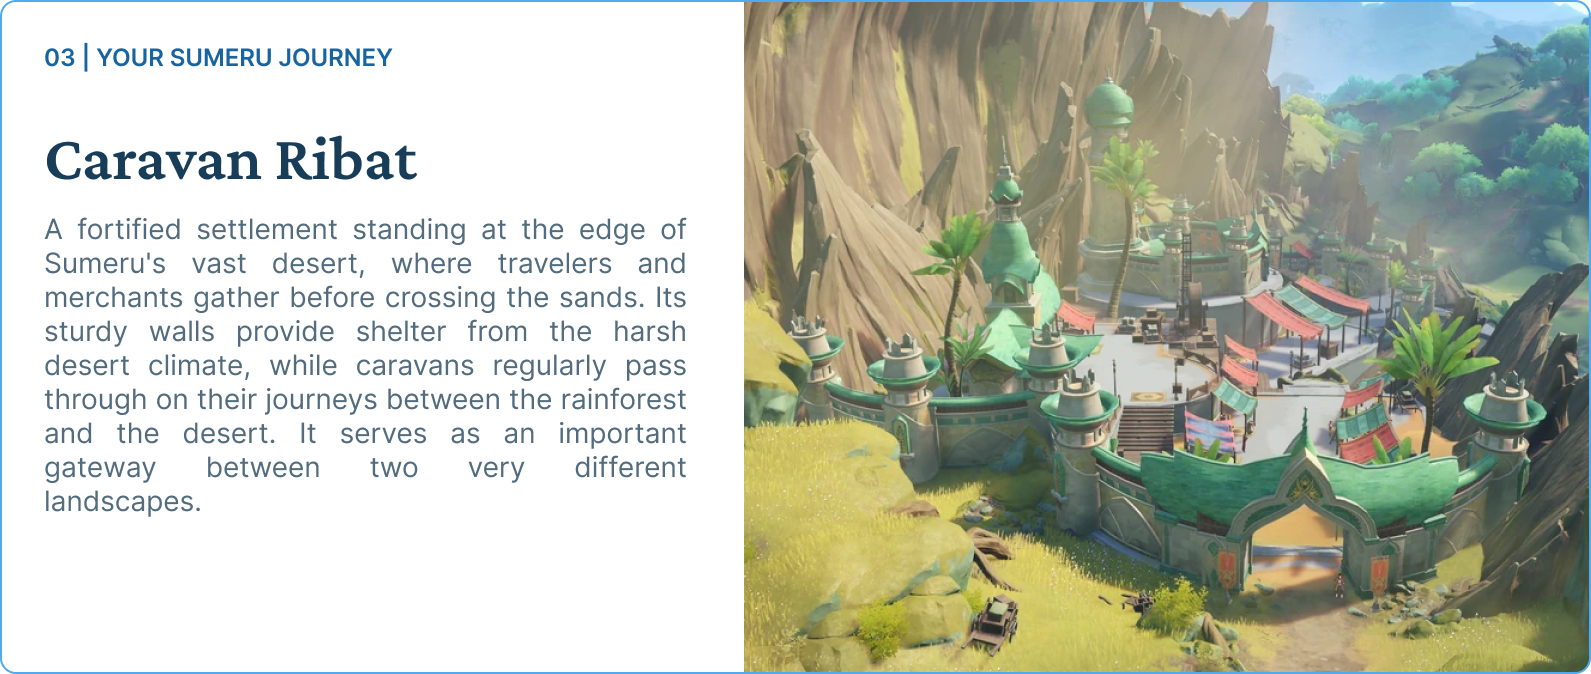 03 | YOUR SUMERU JOURNEY
Caravan Ribat
A fortified settlement standing at the edge of
Sumeru's vast desert, where travelers and
merchants gather before crossing the sands. Its
sturdy walls provide shelter from the harsh
desert climate, while caravans regularly pass
through on their journeys between the rainforest
and the desert. It serves as an important
gateway between two very different
landscapes.